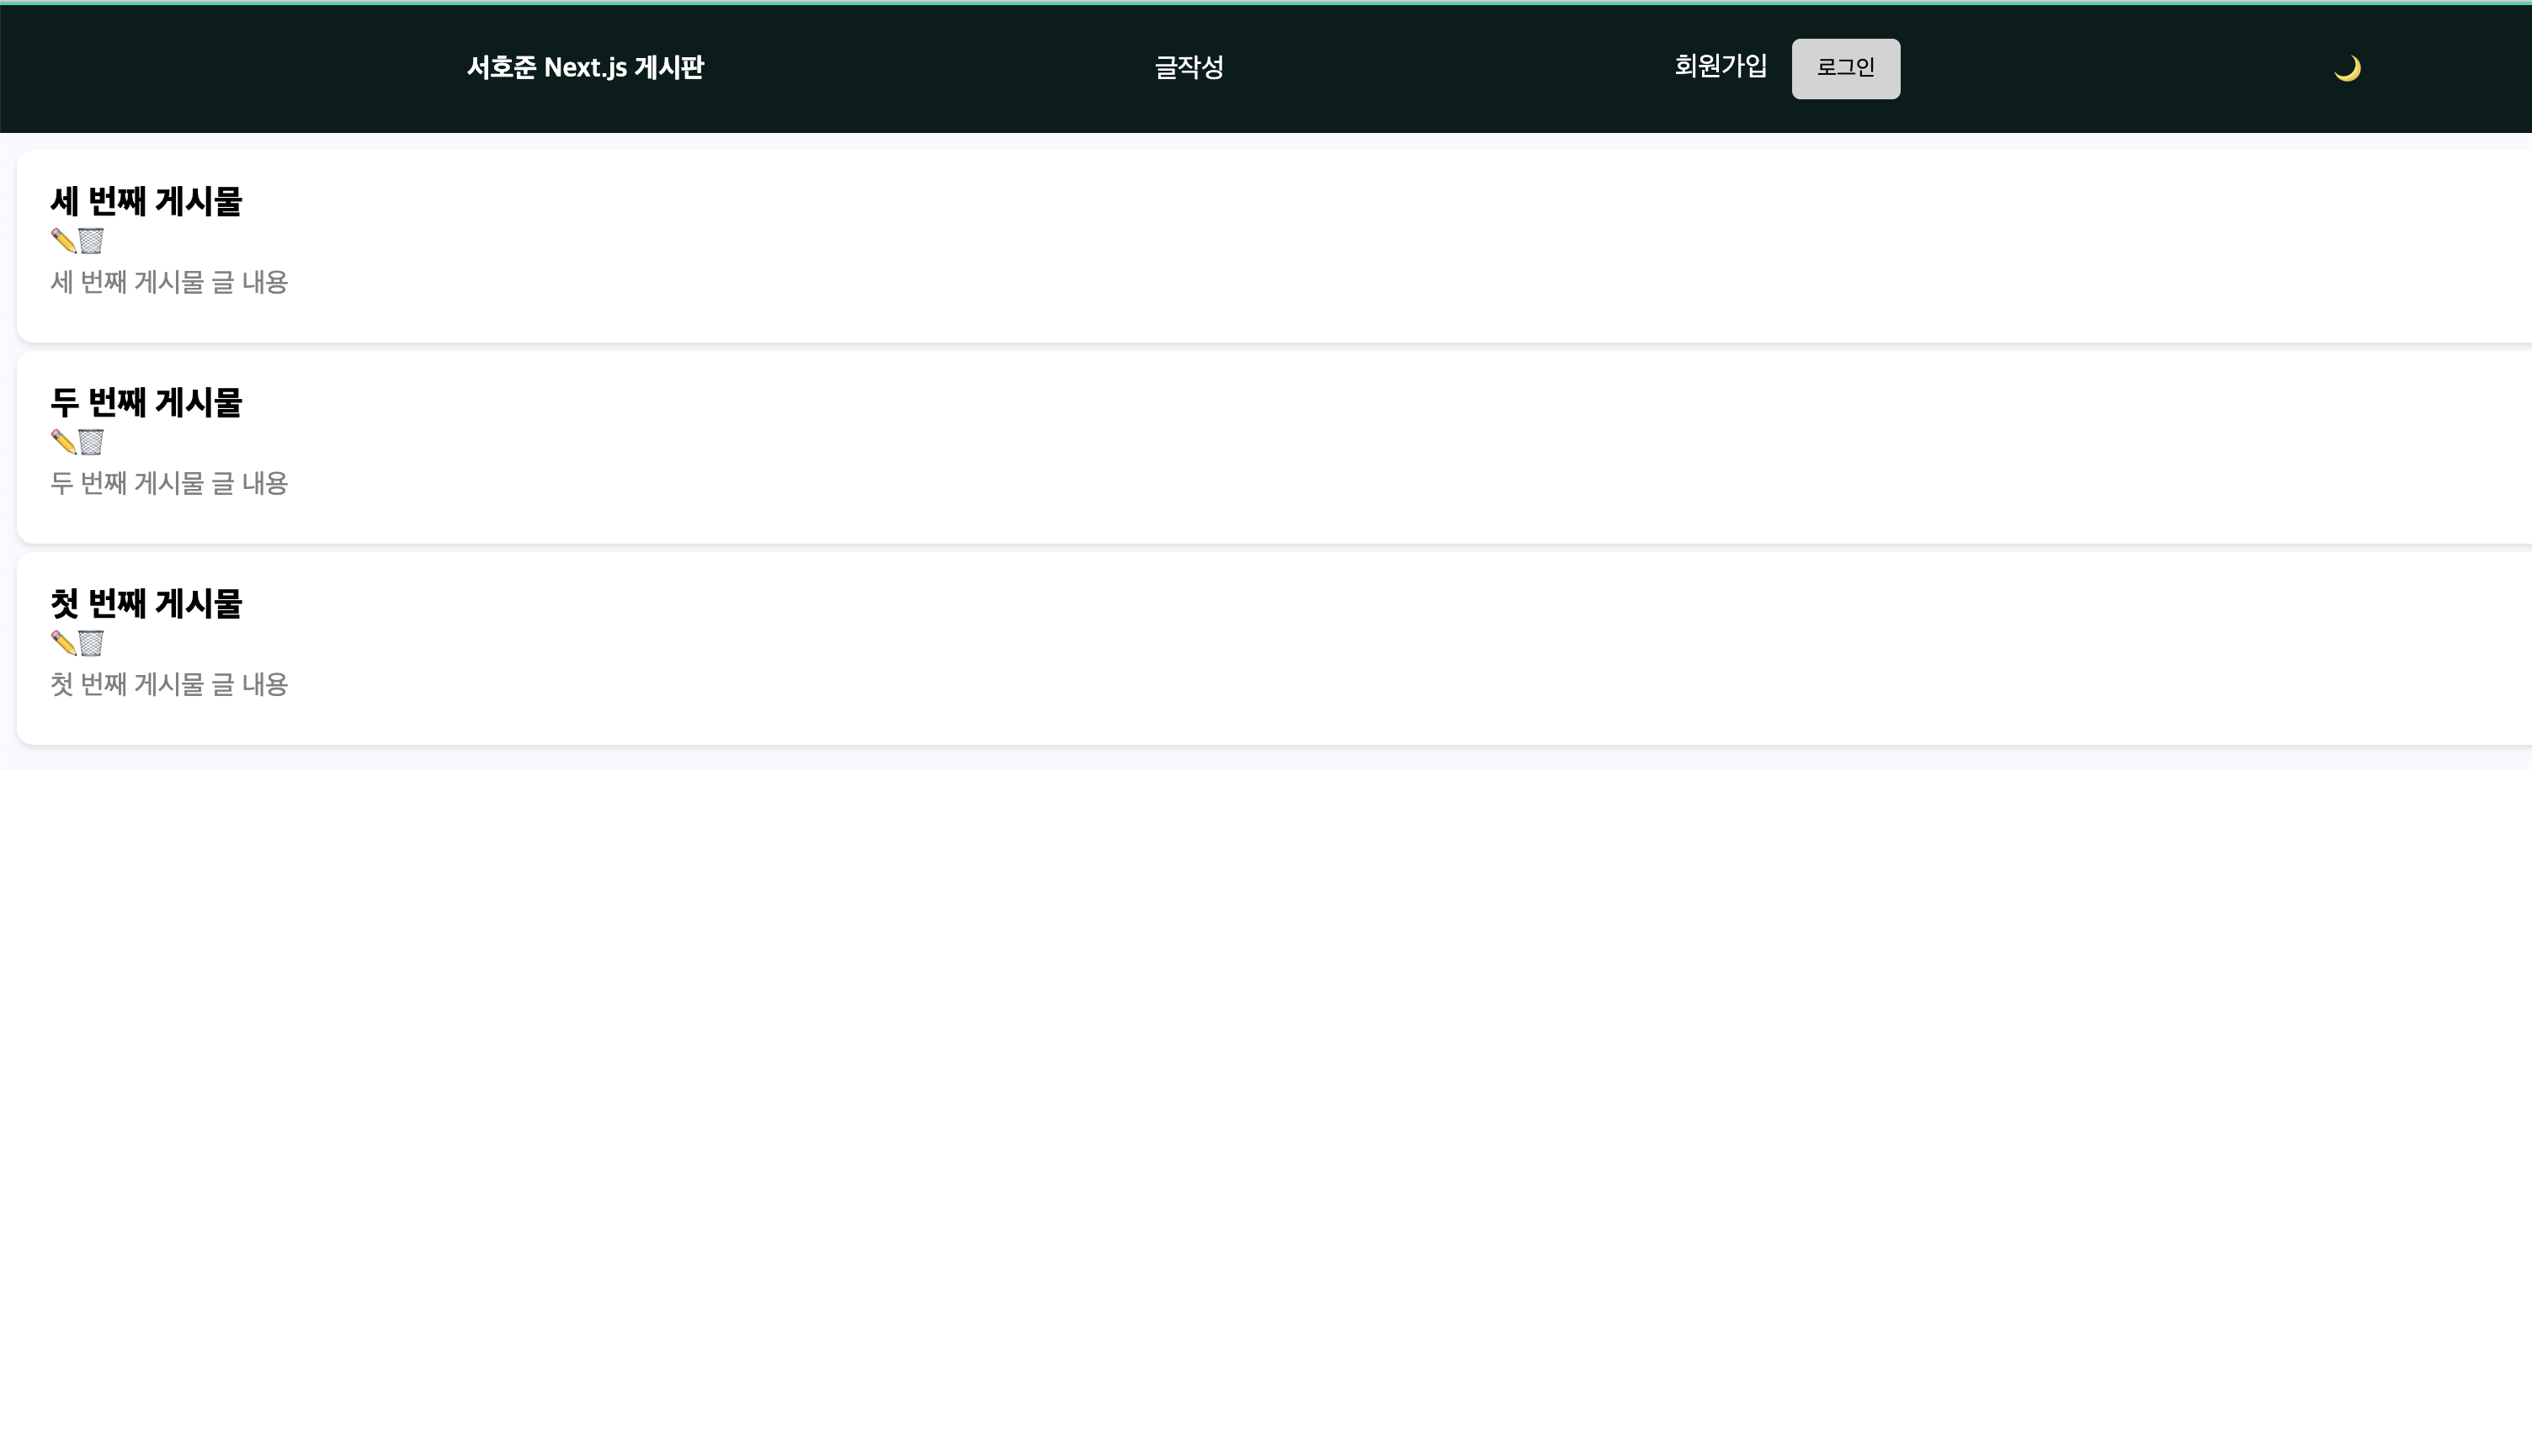 서호준 Next.js 게시판 글작성 회원가입 로그인
세 번째 게시물
세 번째 게시물 글 내용
두 번째 게시물
두 번째 게시물 글 내용
첫 번째 게시물
첫 번째 게시물 글 내용